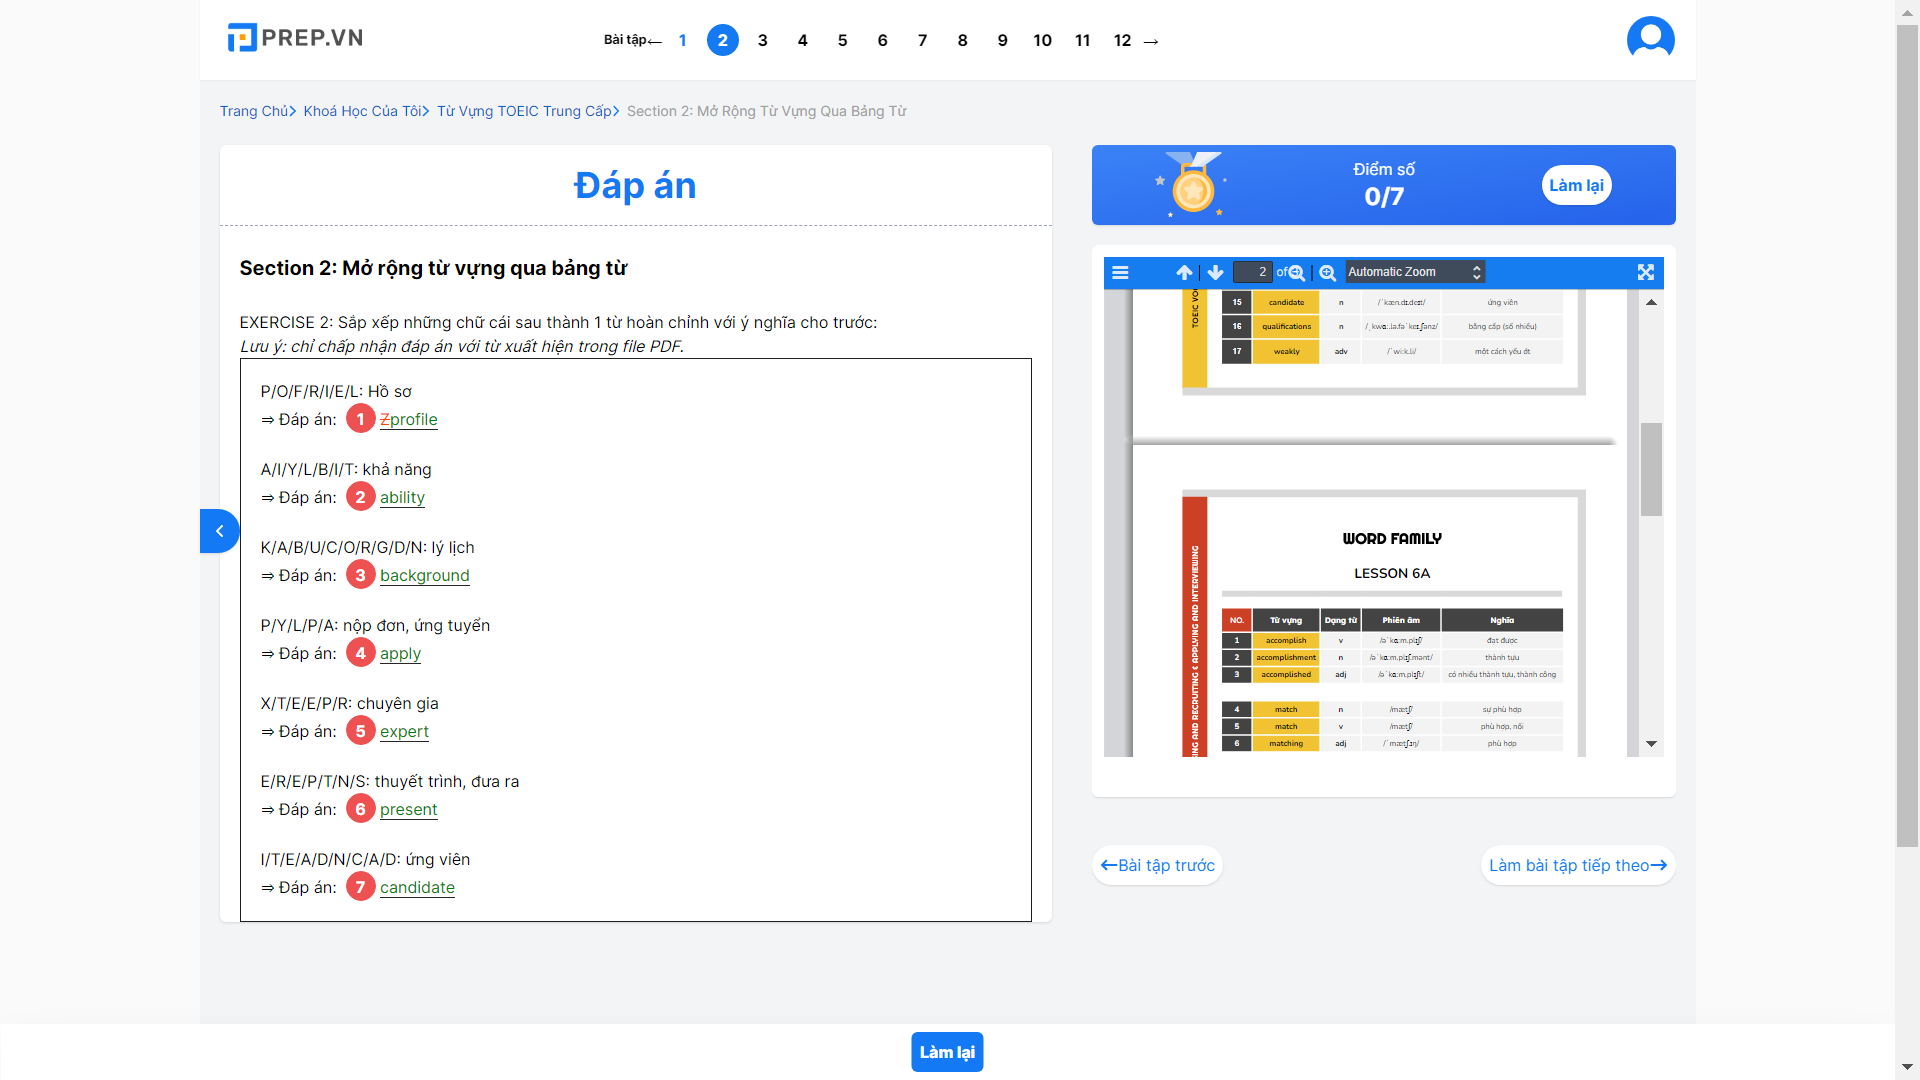 PREP.VN
Bài tập← 1 2 3 4 5 6 7 8 9 10 11 12 →
Trang Chủ> Khoá Học Của Tôi> Từ Vựng TOEIC Trung Cấp> Section 2: Mở Rộng Từ Vựng Qua Bảng Từ
Đáp án
Section 2: Mở rộng từ vựng qua bảng từ
EXERCISE 2: Sắp xếp những chữ cái sau thành 1 từ hoàn chỉnh với ý nghĩa cho trước:
Lưu ý: chỉ chấp nhận đáp án với từ xuất hiện trong file PDF.
P/O/F/R/I/E/L: Hồ sơ
⇒ Đáp án: 1 Zprofile
A/I/Y/L/B/I/T: khả năng
⇒ Đáp án: 2 ability
K/A/B/U/C/O/R/G/D/N: lý lịch
⇒ Đáp án: 3 background
P/Y/L/P/A: nộp đơn, ứng tuyển
⇒ Đáp án: 4 apply
X/T/E/E/P/R: chuyên gia
⇒ Đáp án: 5 expert
E/R/E/P/T/N/S: thuyết trình, đưa ra
⇒ Đáp án: 6 present
I/T/E/A/D/N/C/A/D: ứng viên
⇒ Đáp án: 7 candidate
Điểm số
0/7
Làm lại
2 of
Automatic Zoom
TOEIC VO
15 candidate n /ˈkæn.dɪ.deɪt/ ứng viên
16 qualifications n /ˌkwɑː.lə.fəˈkeɪ.ʃənz/ bằng cấp (số nhiều)
17 weakly adv /ˈwiːk.li/ một cách yếu ớt
WORD FAMILY
LESSON 6A
ING AND RECRUITING & APPLYING AND INTERVIEWING
NO. Từ vựng Dạng từ Phiên âm Nghĩa
1 accomplish v /əˈkɑːm.plɪʃ/ đạt được
2 accomplishment n /əˈkɑːm.plɪʃ.mənt/ thành tựu
3 accomplished adj /əˈkɑːm.plɪʃt/ có nhiều thành tựu, thành công
4 match n /mætʃ/ sự phù hợp
5 match v /mætʃ/ phù hợp, nối
6 matching adj /ˈmætʃɪŋ/ phù hợp
←Bài tập trước
Làm bài tập tiếp theo→
Làm lại